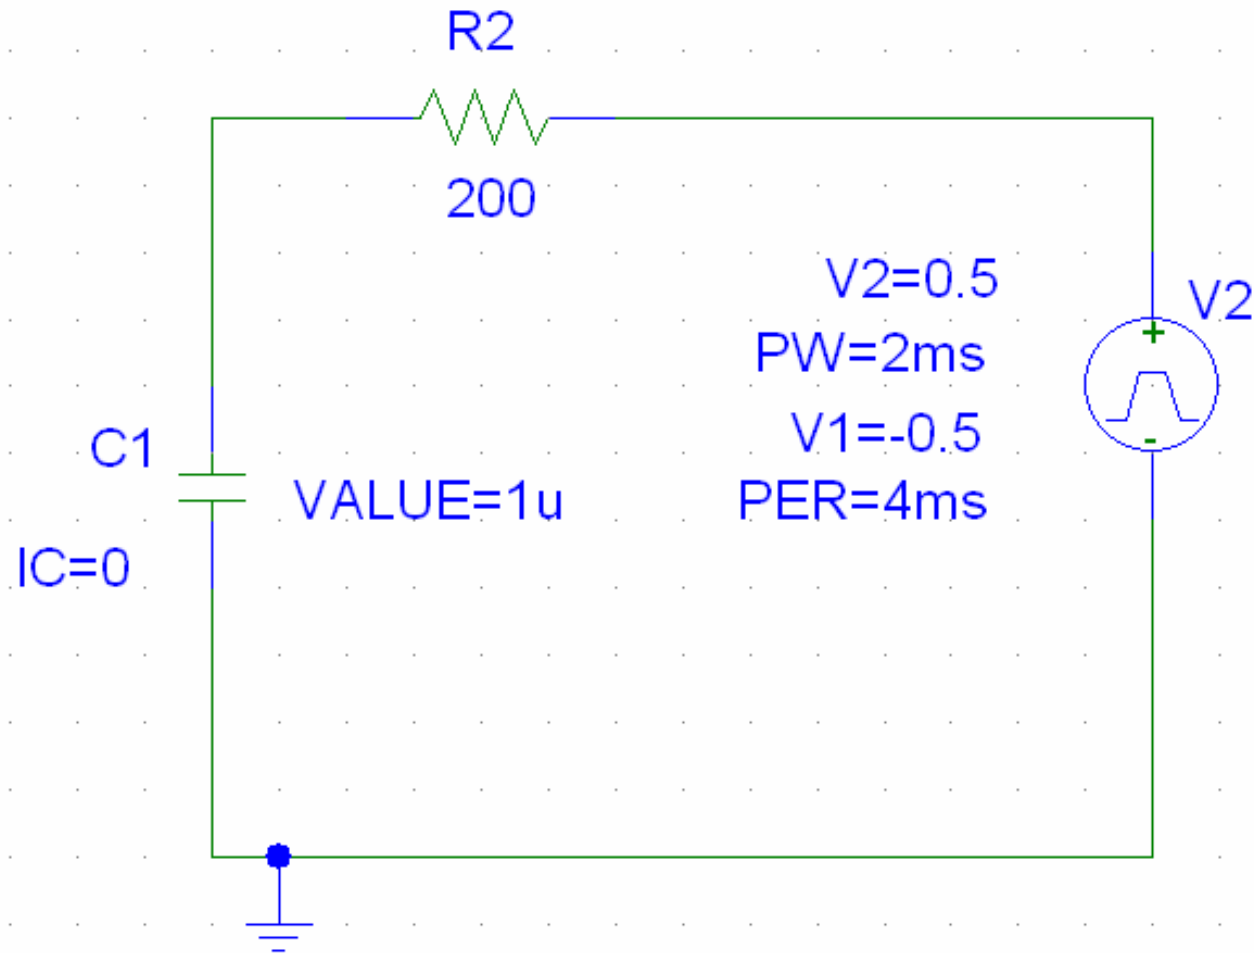 R2
200
V2=0.5
V2
PW=2ms
+
V1=-0.5
-
C1
VALUE=1u
PER=4ms
IC=0